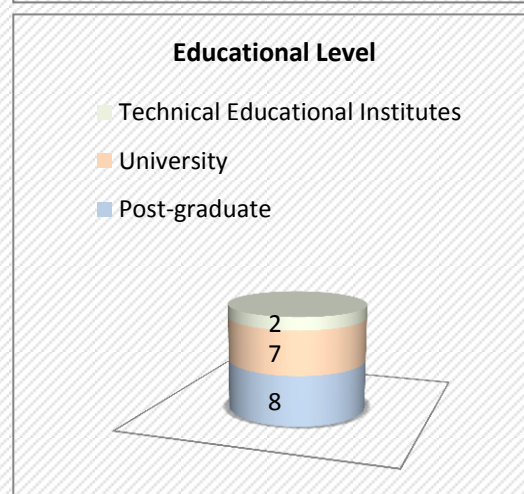 Educational Level
Technical Educational Institutes
University
Post-graduate
2
7
8